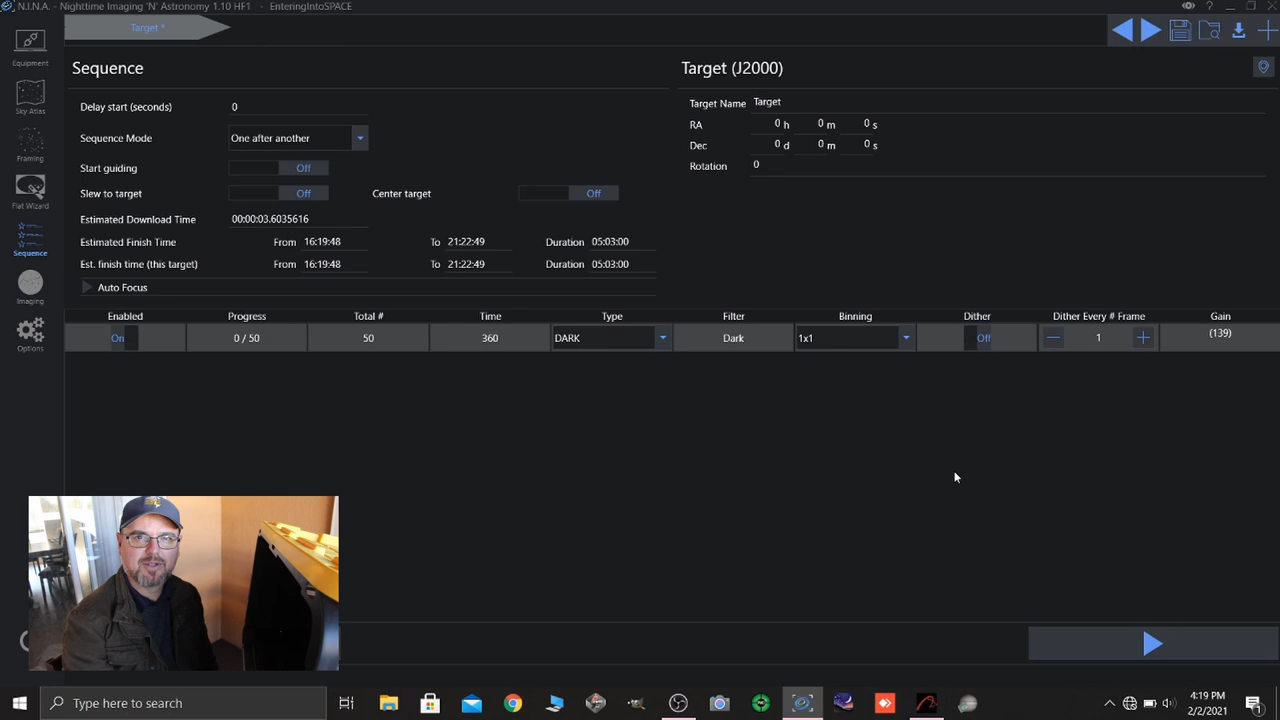 N.I.N.A. - Nighttime Imaging 'N' Astronomy 1.10 HF1 - EnteringIntoSPACE
Target *
Equipment
Sky Atlas
Framing
Flat Wizard
Sequence
Imaging
Options
Sequence
Delay start (seconds) 0
Sequence Mode One after another
Start guiding Off
Slew to target Off Center target Off
Estimated Download Time 00:00:03.6035616
Estimated Finish Time From 16:19:48 To 21:22:49 Duration 05:03:00
Est. finish time (this target) From 16:19:48 To 21:22:49 Duration 05:03:00
Auto Focus
Target (J2000)
Target Name Target
RA 0 h 0 m 0 s
Dec 0 d 0 m 0 s
Rotation 0
Enabled Progress Total # Time Type Filter Binning Dither Dither Every # Frame Gain
On 0 / 50 50 360 DARK Dark 1x1 Off 1 (139)
Type here to search
4:19 PM
2/2/2021